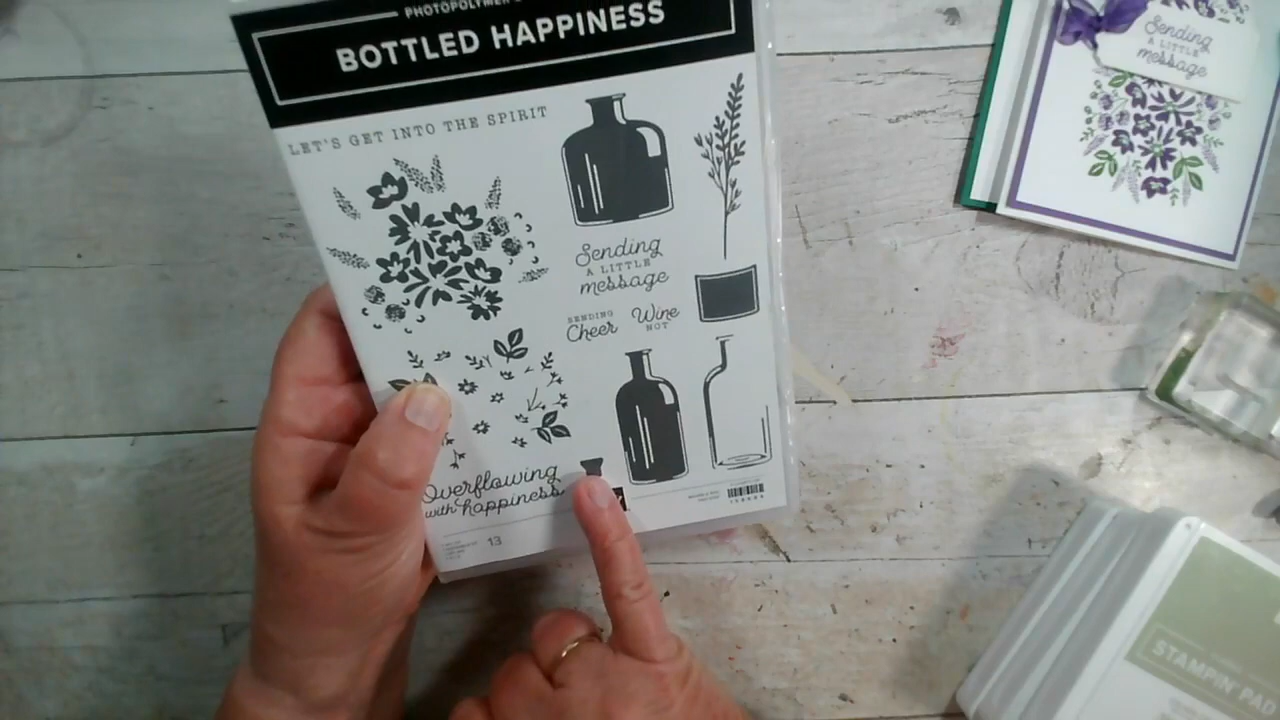 PHOTOPOLYMER
BOTTLED HAPPINESS
LET'S GET INTO THE SPIRIT
Sending
A LITTLE
message
SENDING
Cheer
Wine
NOT
Overflowing
with happiness
13
Sending
A LITTLE
message
STAMPIN' PAD